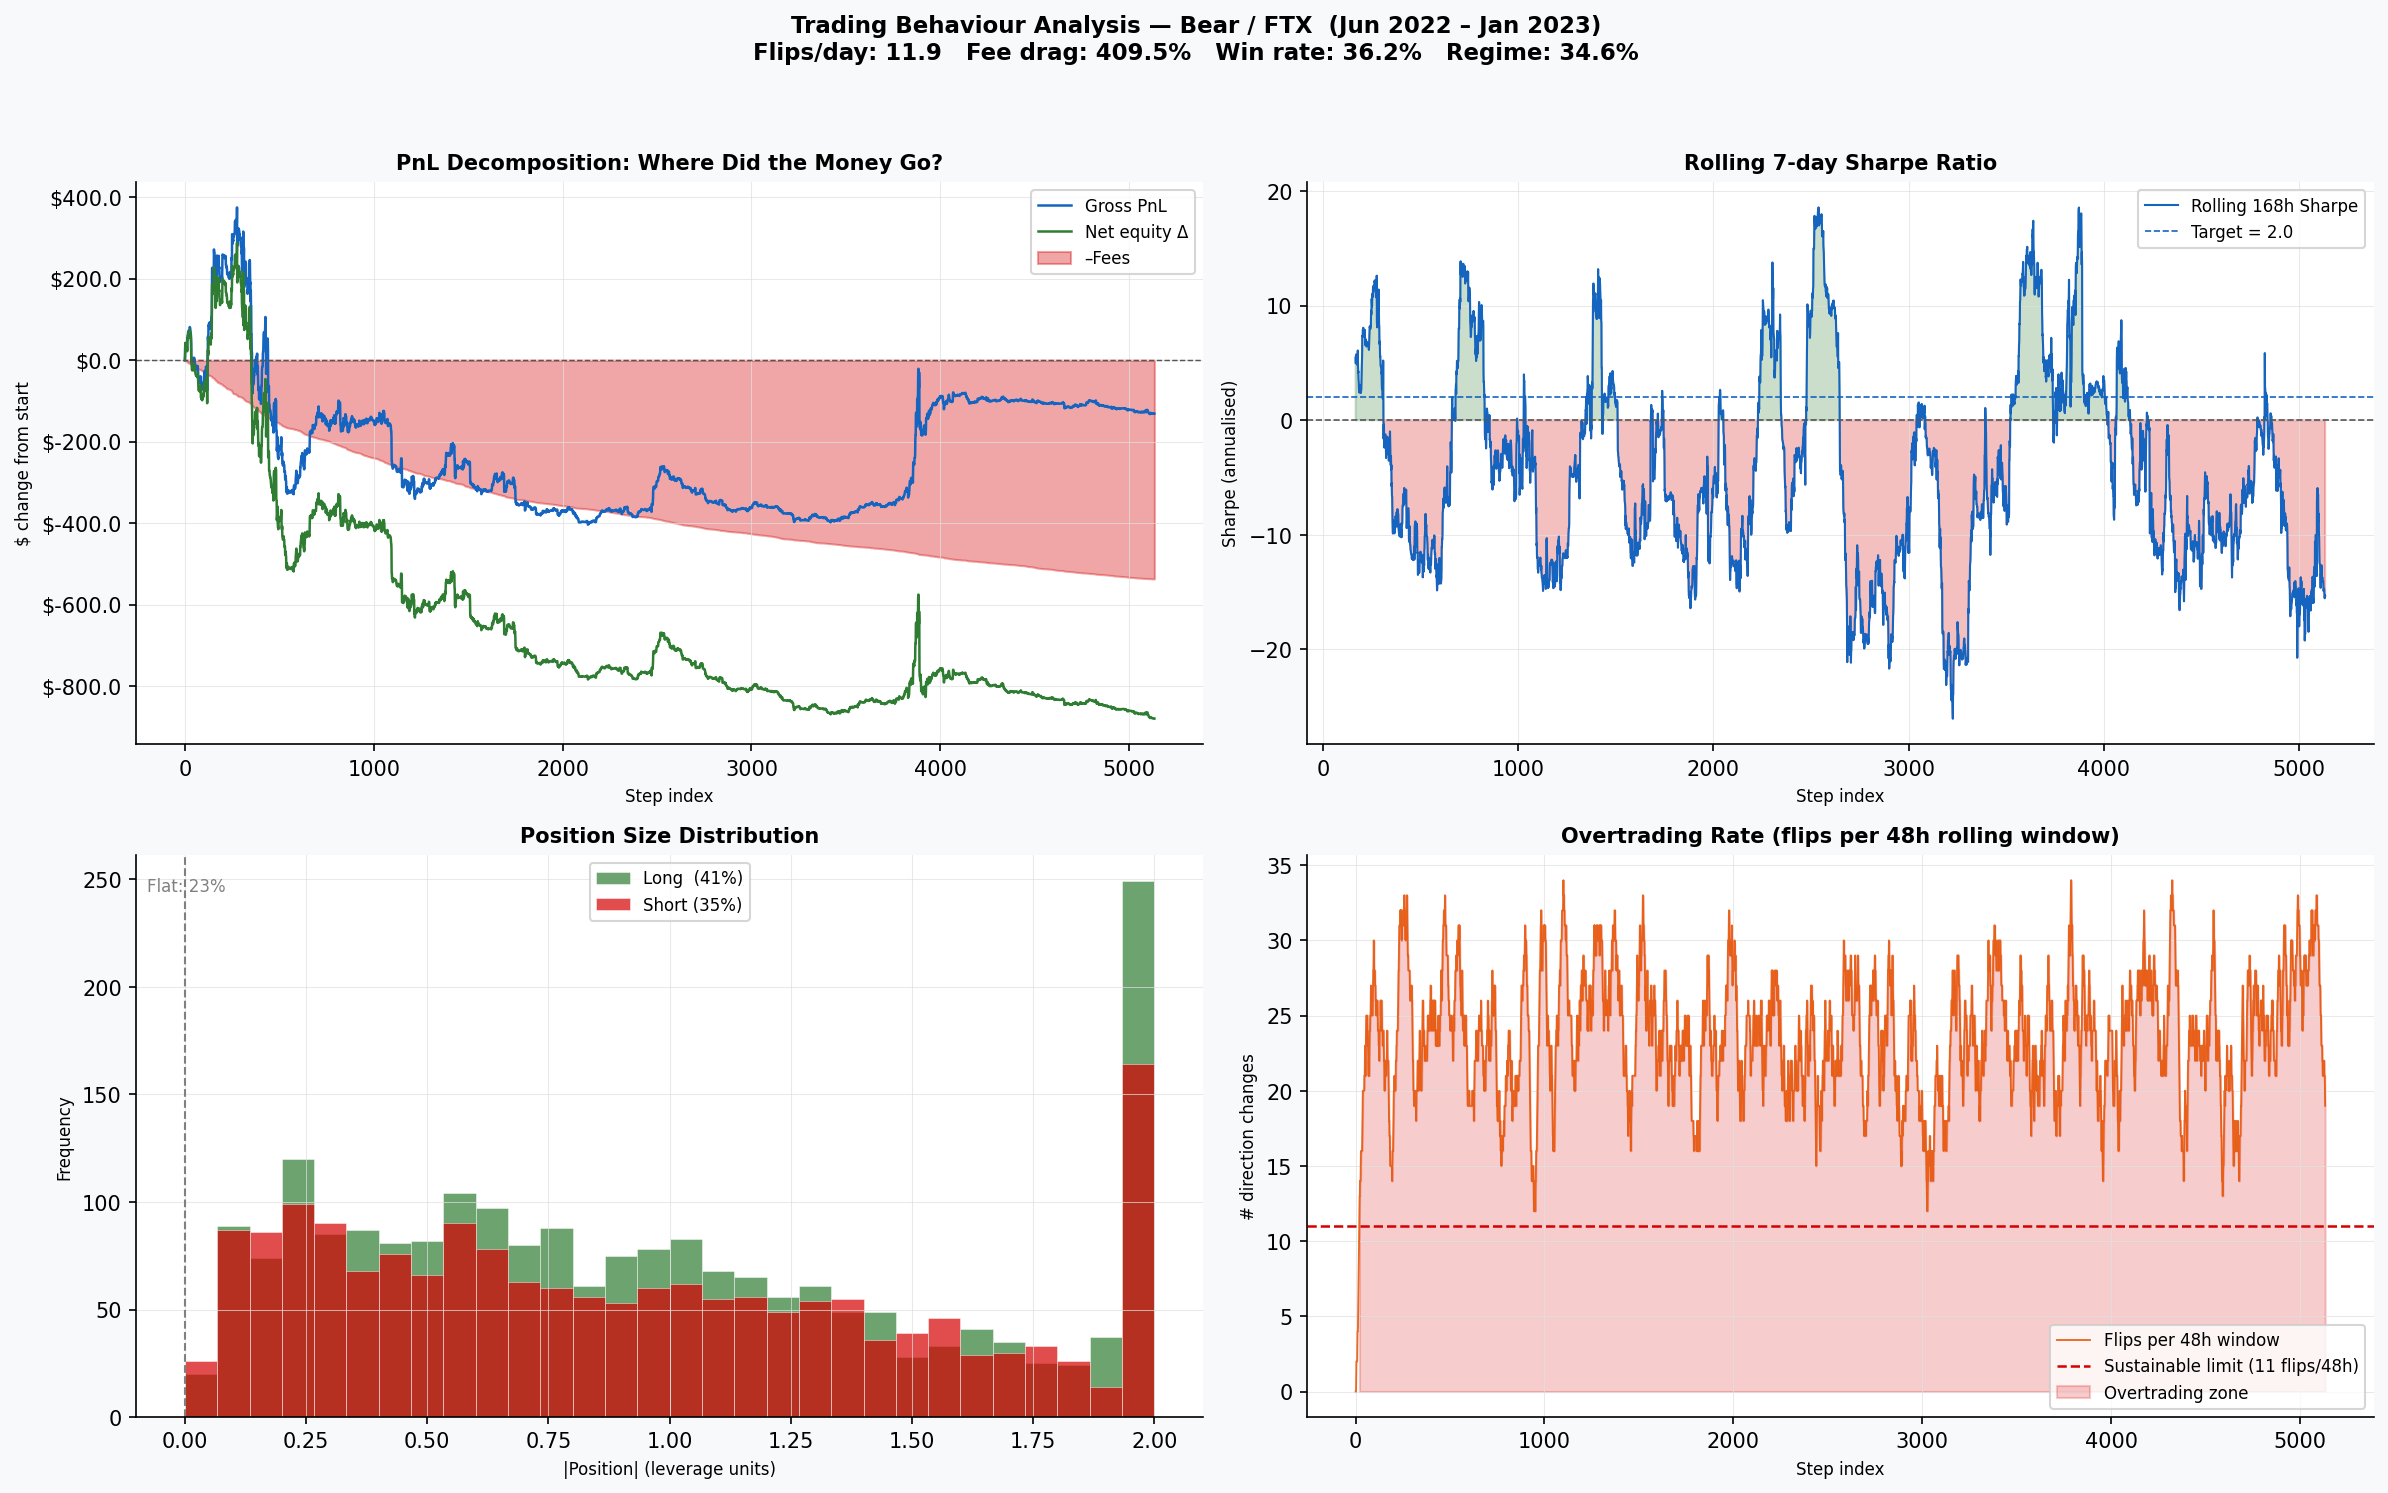 Trading Behaviour Analysis — Bear / FTX  (Jun 2022 – Jan 2023)
Flips/day: 11.9   Fee drag: 409.5%   Win rate: 36.2%   Regime: 34.6%
PnL Decomposition: Where Did the Money Go?
$ change from start
$400.0
$200.0
$0.0
$-200.0
$-400.0
$-600.0
$-800.0
Gross PnL
Net equity Δ
–Fees
0 1000 2000 3000 4000 5000
Step index
Rolling 7-day Sharpe Ratio
Sharpe (annualised)
20
10
0
−10
−20
Rolling 168h Sharpe
Target = 2.0
0 1000 2000 3000 4000 5000
Step index
Position Size Distribution
Frequency
250
200
150
100
50
0
Flat: 23%
Long  (41%)
Short (35%)
0.00 0.25 0.50 0.75 1.00 1.25 1.50 1.75 2.00
|Position| (leverage units)
Overtrading Rate (flips per 48h rolling window)
# direction changes
35
30
25
20
15
10
5
0
Flips per 48h window
Sustainable limit (11 flips/48h)
Overtrading zone
0 1000 2000 3000 4000 5000
Step index